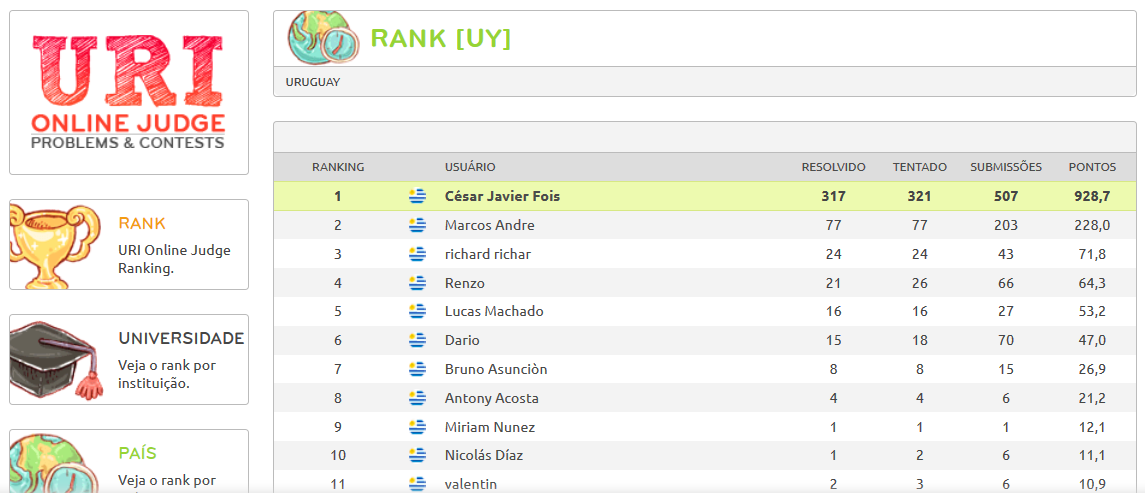 URI
ONLINE JUDGE
PROBLEMS & CONTESTS
RANK
URI Online Judge
Ranking.
UNIVERSIDADE
Veja o rank por
instituição.
PAÍS
Veja o rank por
RANK [UY]
URUGUAY
RANKING USUÁRIO RESOLVIDO TENTADO SUBMISSÕES PONTOS
1 César Javier Fois 317 321 507 928,7
2 Marcos Andre 77 77 203 228,0
3 richard richar 24 24 43 71,8
4 Renzo 21 26 66 64,3
5 Lucas Machado 16 16 27 53,2
6 Dario 15 18 70 47,0
7 Bruno Asunciòn 8 8 15 26,9
8 Antony Acosta 4 4 6 21,2
9 Miriam Nunez 1 1 1 12,1
10 Nicolás Díaz 1 2 6 11,1
11 valentin 2 3 6 10,9